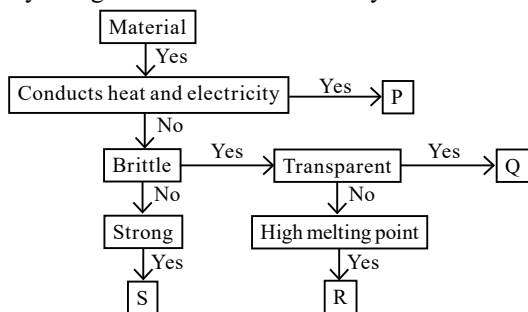 Material
Yes
Conducts heat and electricity Yes P
No
Brittle Yes Transparent Yes Q
No No
Strong High melting point
Yes Yes
S R